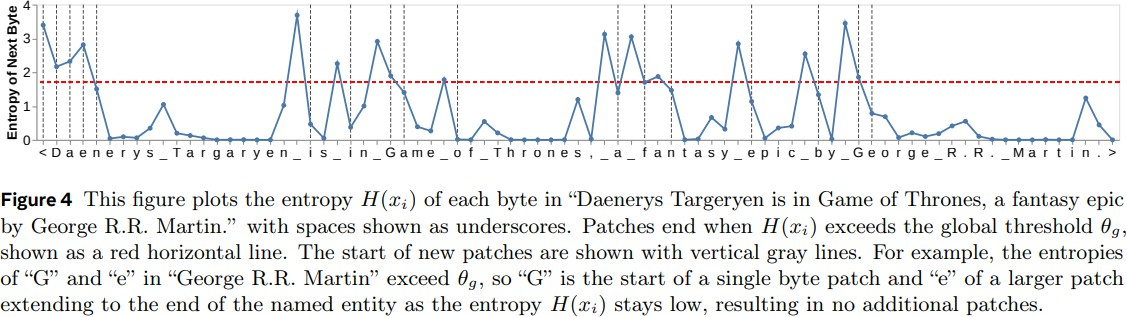 4
3
2
1
0
Entropy of Next Byte
< D a e n e r y s _ T a r g a r y e n _ i s _ i n _ G a m e _ o f _ T h r o n e s , _ a _ f a n t a s y _ e p i c _ b y _ G e o r g e _ R . R . _ M a r t i n . >
Figure 4 This figure plots the entropy H(xᵢ) of each byte in “Daenerys Targeryen is in Game of Thrones, a fantasy epic
by George R.R. Martin.” with spaces shown as underscores. Patches end when H(xᵢ) exceeds the global threshold θg,
shown as a red horizontal line. The start of new patches are shown with vertical gray lines. For example, the entropies
of “G” and “e” in “George R.R. Martin” exceed θg, so “G” is the start of a single byte patch and “e” of a larger patch
extending to the end of the named entity as the entropy H(xᵢ) stays low, resulting in no additional patches.